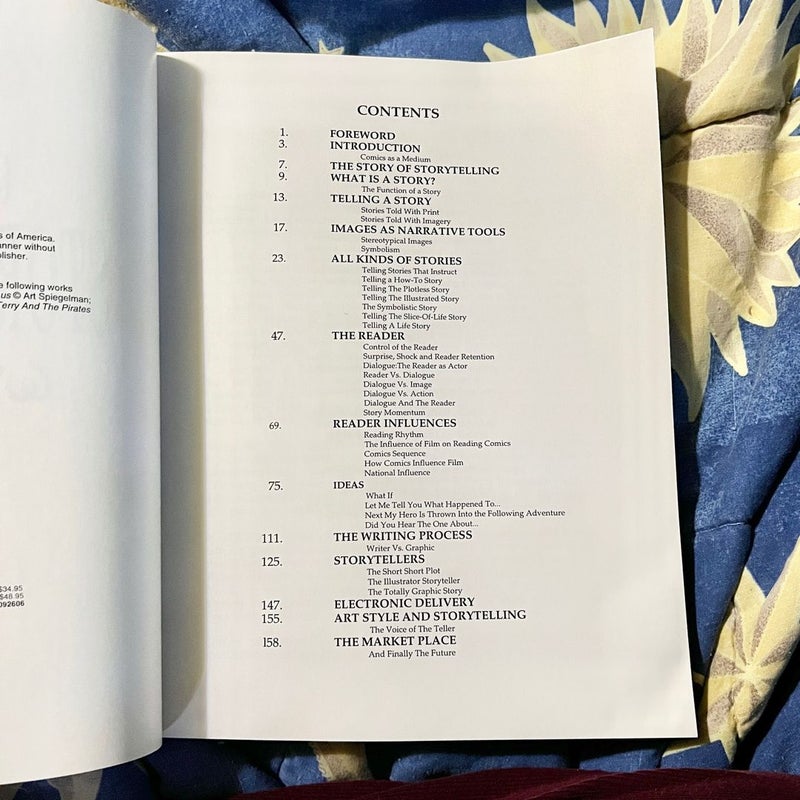 s of America.
anner without
blisher.
e following works
us © Art Spiegelman;
Terry And The Pirates
$34.95
$48.95
092606
CONTENTS
1. FOREWORD
3. INTRODUCTION
Comics as a Medium
7. THE STORY OF STORYTELLING
9. WHAT IS A STORY?
The Function of a Story
13. TELLING A STORY
Stories Told With Print
Stories Told With Imagery
17. IMAGES AS NARRATIVE TOOLS
Stereotypical Images
Symbolism
23. ALL KINDS OF STORIES
Telling Stories That Instruct
Telling a How-To Story
Telling The Plotless Story
Telling The Illustrated Story
The Symbolistic Story
Telling The Slice-Of-Life Story
Telling A Life Story
47. THE READER
Control of the Reader
Surprise, Shock and Reader Retention
Dialogue:The Reader as Actor
Reader Vs. Dialogue
Dialogue Vs. Image
Dialogue Vs. Action
Dialogue And The Reader
Story Momentum
69. READER INFLUENCES
Reading Rhythm
The Influence of Film on Reading Comics
Comics Sequence
How Comics Influence Film
National Influence
75. IDEAS
What If
Let Me Tell You What Happened To...
Next My Hero Is Thrown Into the Following Adventure
Did You Hear The One About...
111. THE WRITING PROCESS
Writer Vs. Graphic
125. STORYTELLERS
The Short Short Plot
The Illustrator Storyteller
The Totally Graphic Story
147. ELECTRONIC DELIVERY
155. ART STYLE AND STORYTELLING
The Voice of The Teller
158. THE MARKET PLACE
And Finally The Future